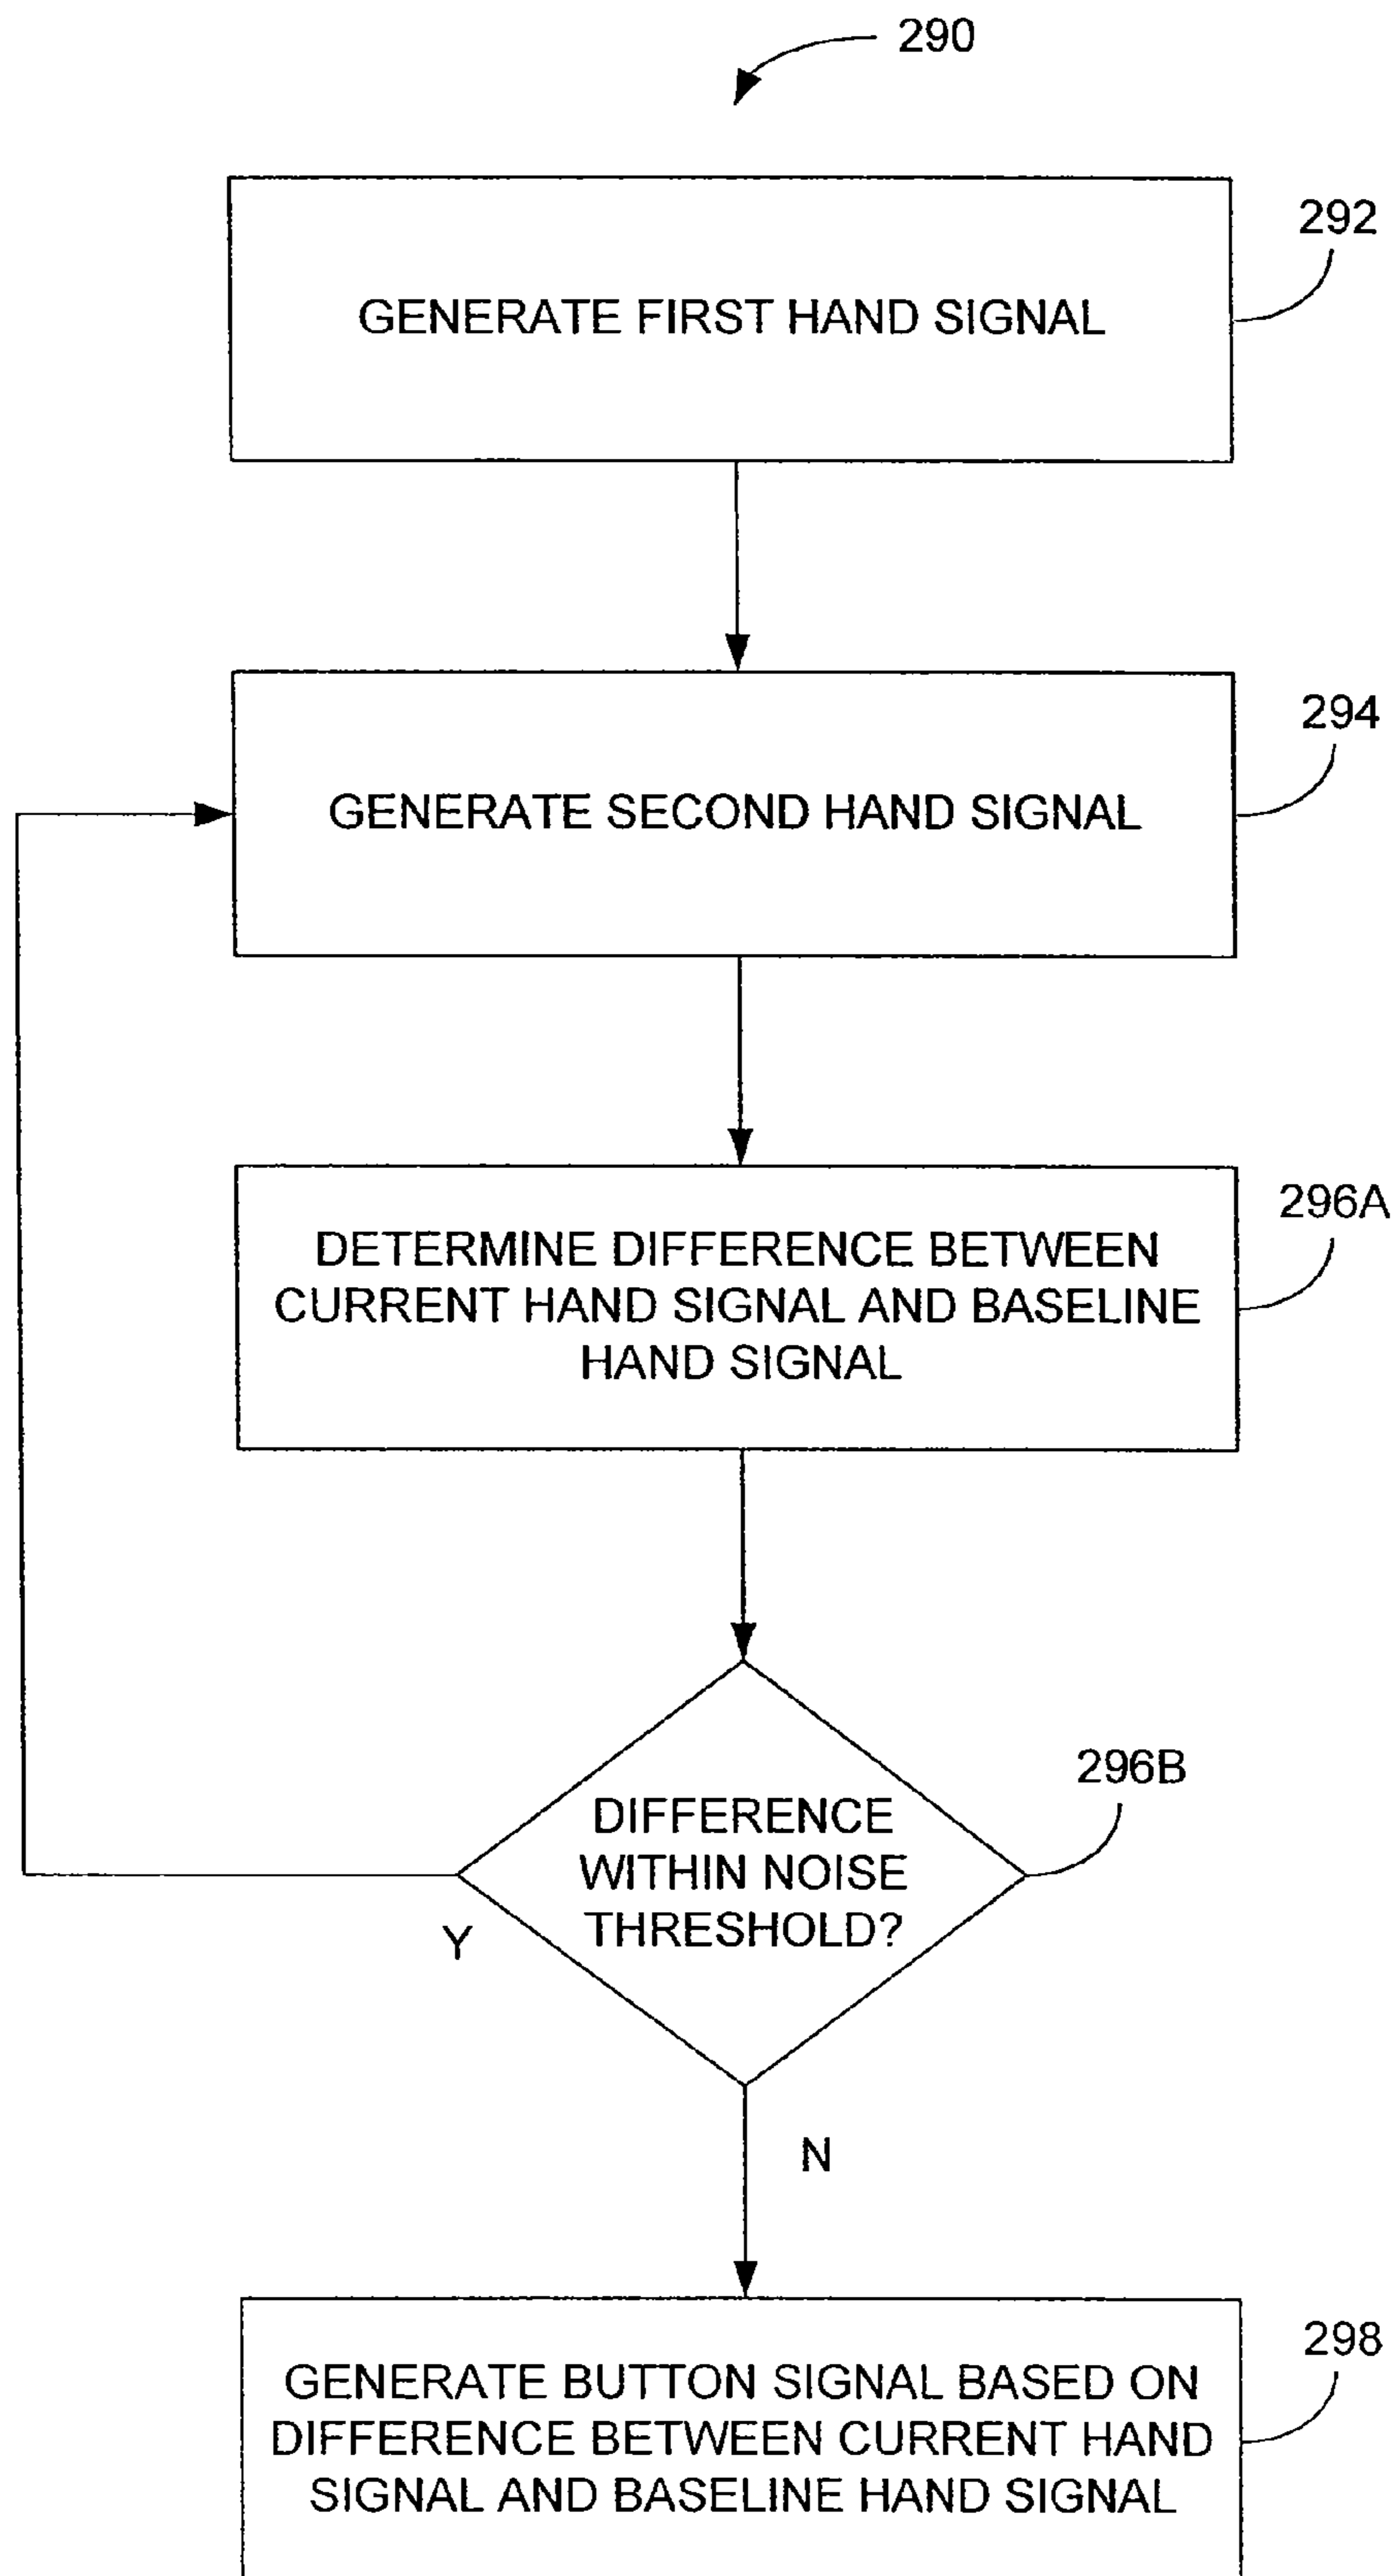 290
292
GENERATE FIRST HAND SIGNAL
294
GENERATE SECOND HAND SIGNAL
296A
DETERMINE DIFFERENCE BETWEEN
CURRENT HAND SIGNAL AND BASELINE
HAND SIGNAL
296B
DIFFERENCE
WITHIN NOISE
THRESHOLD?
Y
N
298
GENERATE BUTTON SIGNAL BASED ON
DIFFERENCE BETWEEN CURRENT HAND
SIGNAL AND BASELINE HAND SIGNAL